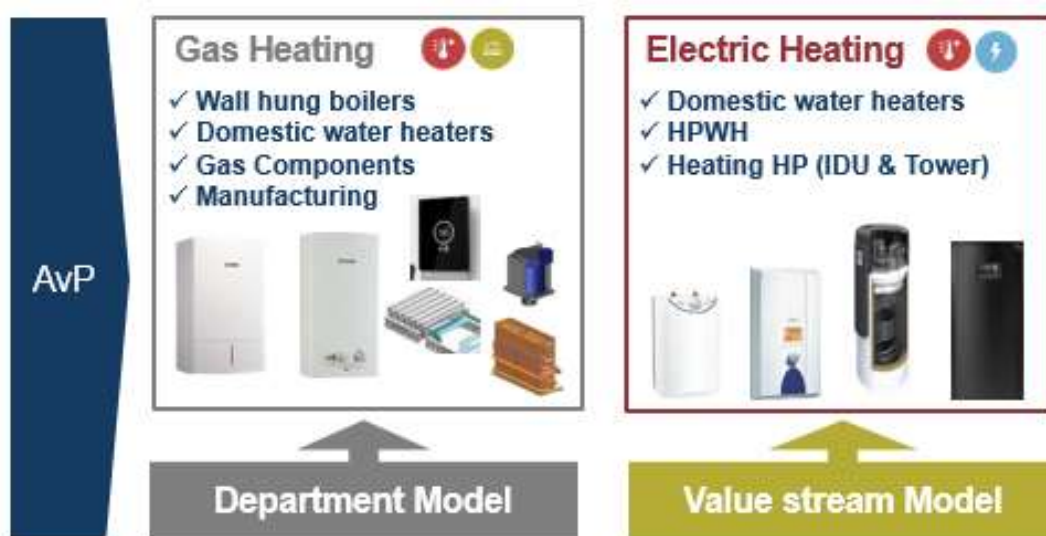 AvP
Gas Heating
✓ Wall hung boilers
✓ Domestic water heaters
✓ Gas Components
✓ Manufacturing
Department Model
Electric Heating
✓ Domestic water heaters
✓ HPWH
✓ Heating HP (IDU & Tower)
Value stream Model